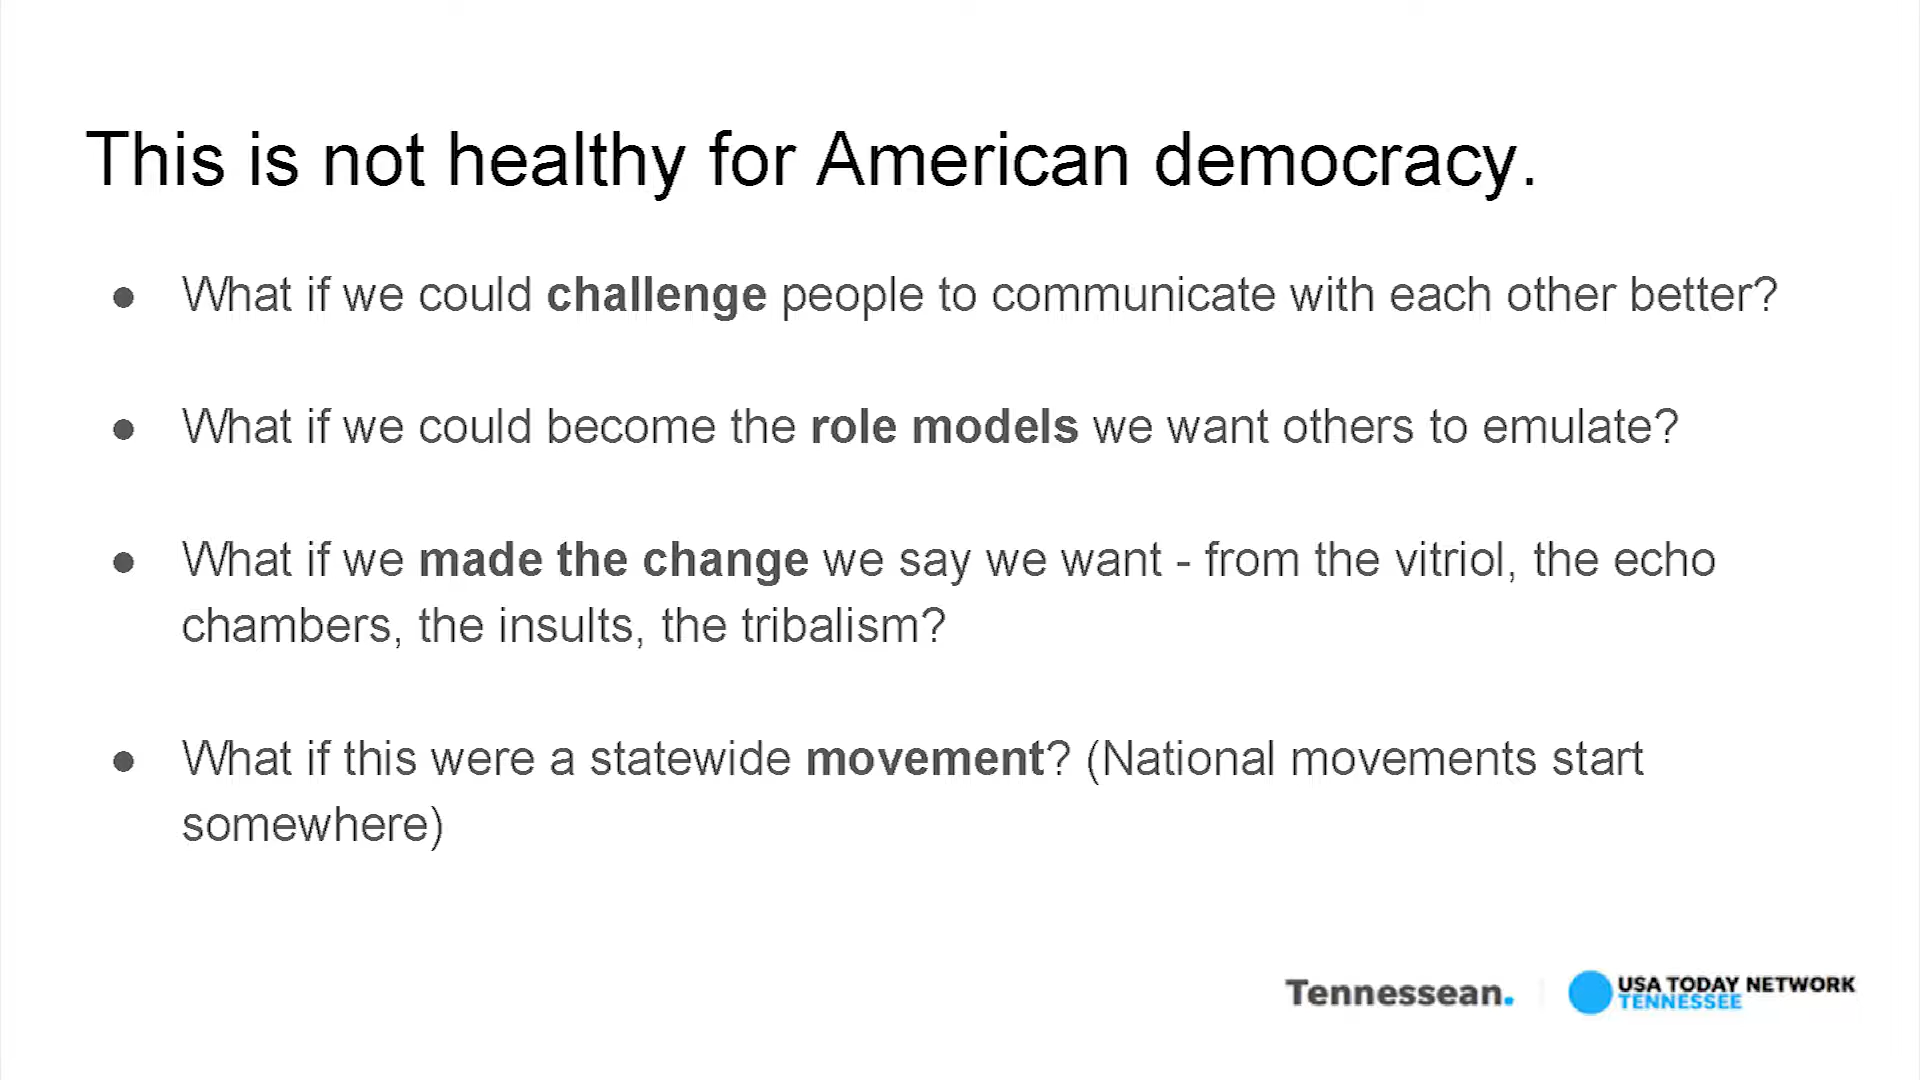 This is not healthy for American democracy.
● What if we could challenge people to communicate with each other better?
● What if we could become the role models we want others to emulate?
● What if we made the change we say we want - from the vitriol, the echo
chambers, the insults, the tribalism?
● What if this were a statewide movement? (National movements start
somewhere)
Tennessean.
USA TODAY NETWORK
TENNESSEE